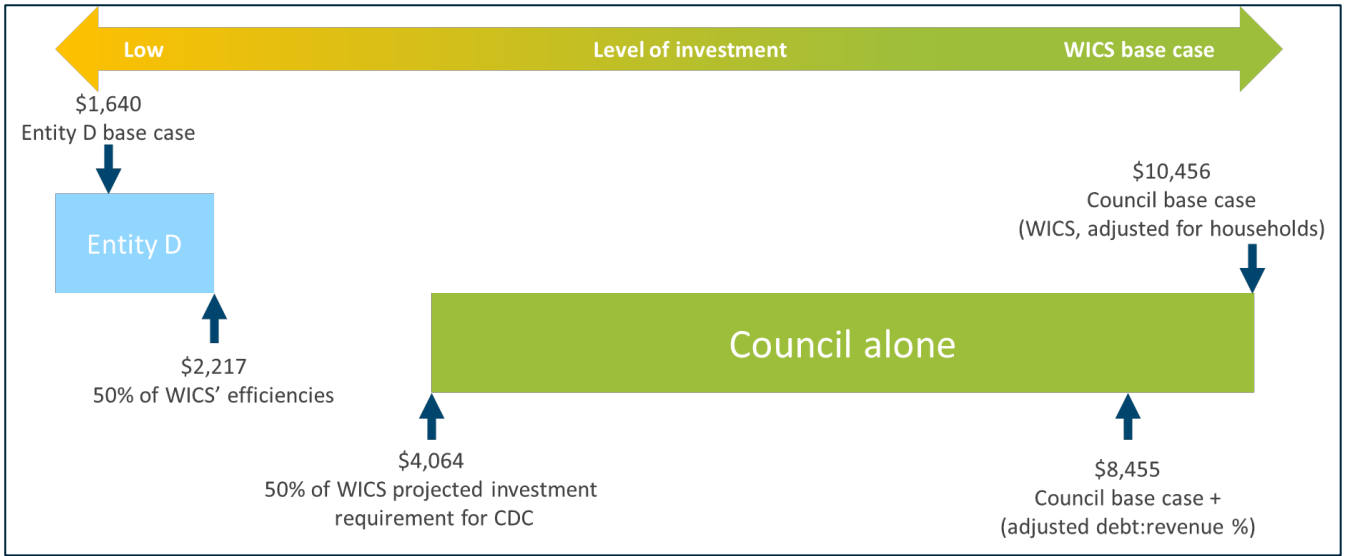 Low Level of investment WICS base case
$1,640
Entity D base case
Entity D
$2,217
50% of WICS’ efficiencies
$10,456
Council base case
(WICS, adjusted for households)
Council alone
$4,064
50% of WICS projected investment
requirement for CDC
$8,455
Council base case +
(adjusted debt:revenue %)